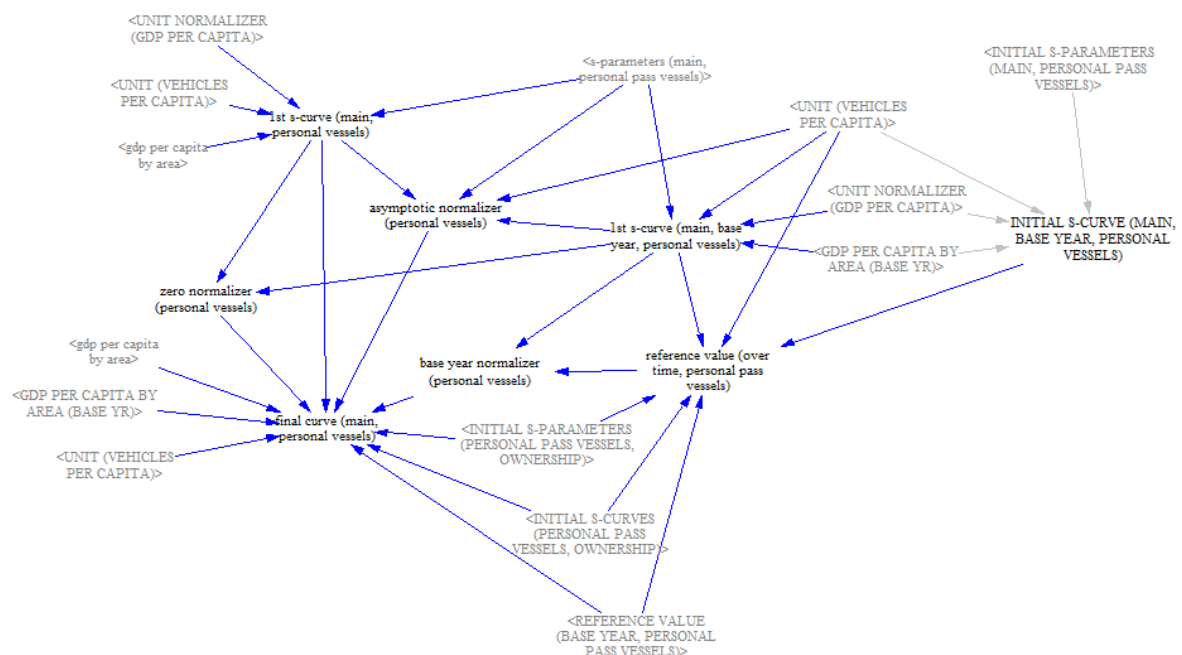 <UNIT NORMALIZER
(GDP PER CAPITA)>
<s-parameters (main,
personal pass vessels)>
<INITIAL S-PARAMETERS
(MAIN, PERSONAL PASS
VESSELS)>
<UNIT (VEHICLES
PER CAPITA)>
1st s-curve (main,
personal vessels)
<UNIT (VEHICLES
PER CAPITA)>
<gdp per capita
by area>
asymptotic normalizer
(personal vessels)
1st s-curve (main, base
year, personal vessels)
<UNIT NORMALIZER
(GDP PER CAPITA)>
<GDP PER CAPITA BY
AREA (BASE YR)>
INITIAL S-CURVE (MAIN,
BASE YEAR, PERSONAL
VESSELS)
zero normalizer
(personal vessels)
<gdp per capita
by area>
base year normalizer
(personal vessels)
reference value (over
time, personal pass
vessels)
<GDP PER CAPITA BY
AREA (BASE YR)>
final curve (main,
personal vessels)
<INITIAL S-PARAMETERS
(PERSONAL PASS VESSELS,
OWNERSHIP)>
<UNIT (VEHICLES
PER CAPITA)>
<INITIAL S-CURVES
(PERSONAL PASS
VESSELS, OWNERSHIP)>
<REFERENCE VALUE
(BASE YEAR, PERSONAL
PASS VESSELS)>